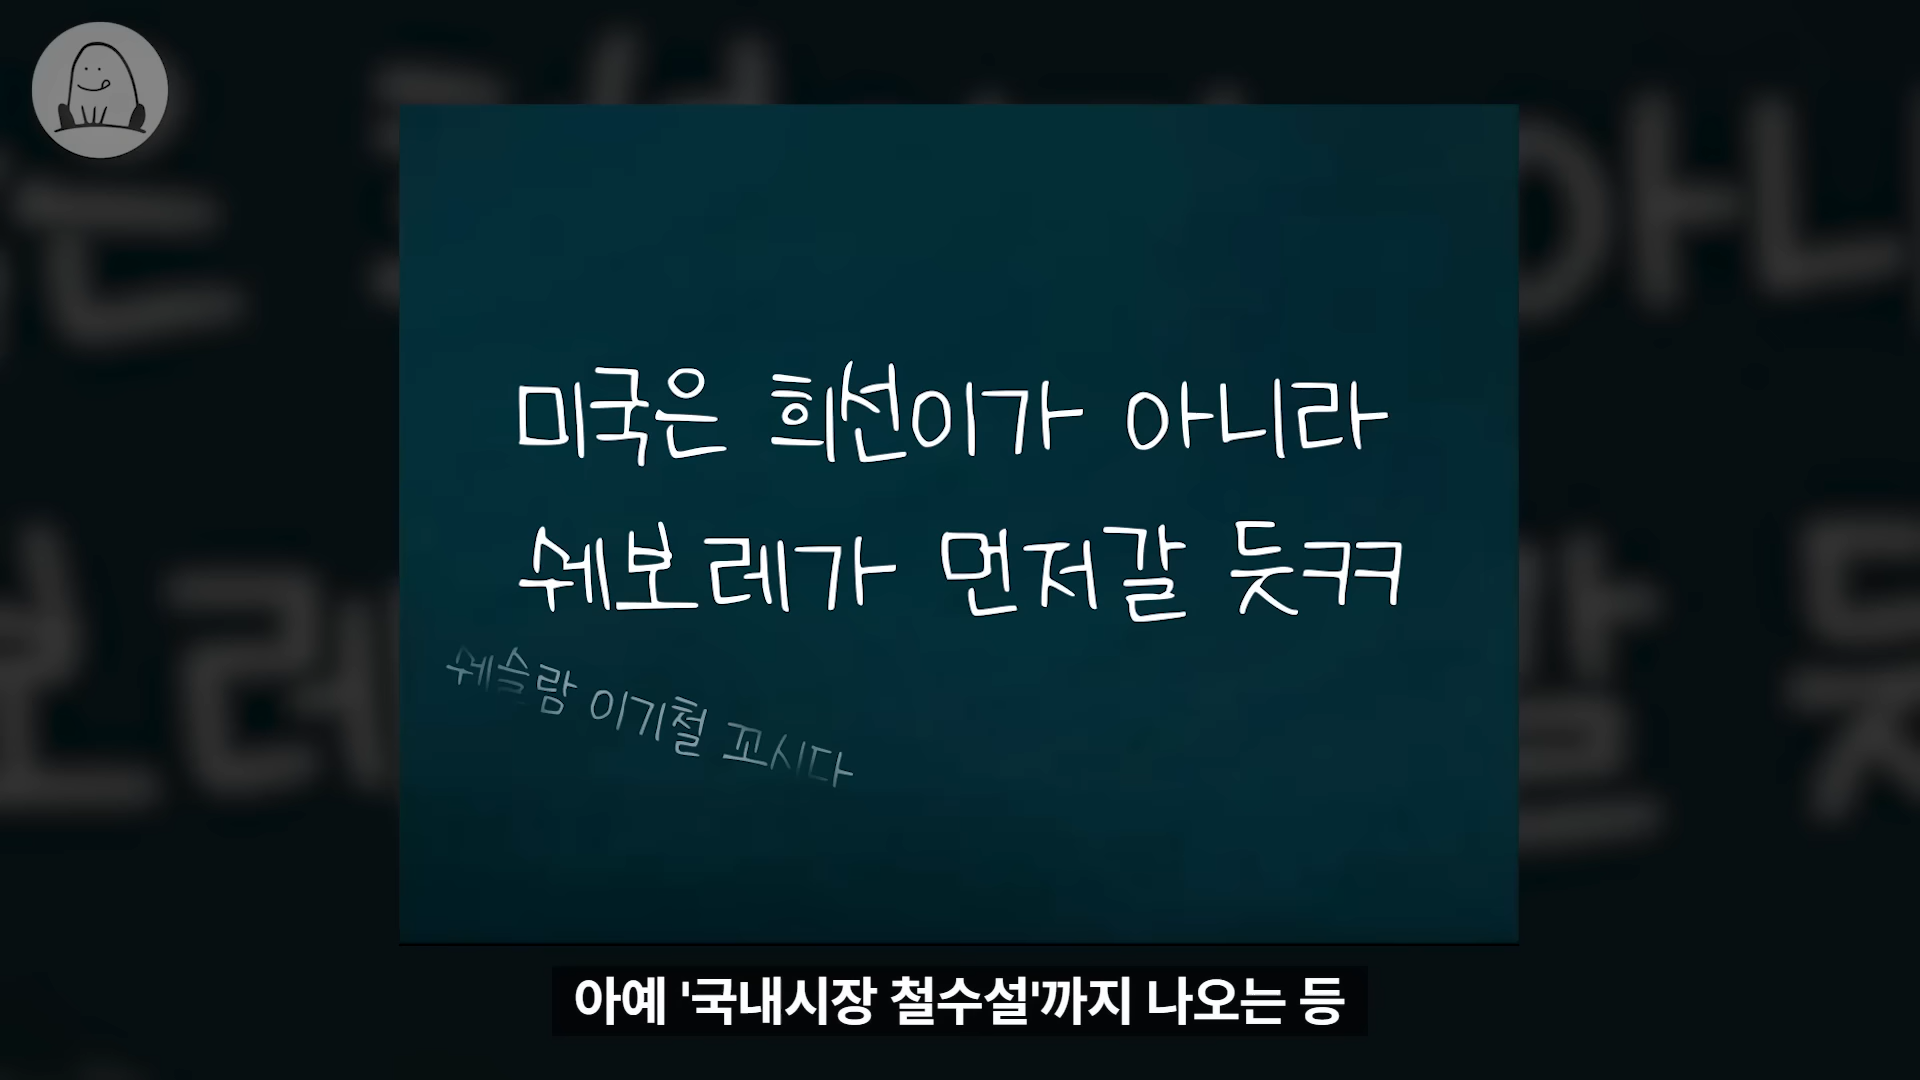 미국은 희선이가 아니라
쉐보레가 먼저갈 듯ㅋㅋ
쉐슬람 이기철 꼬시다
아예 '국내시장 철수설'까지 나오는 등